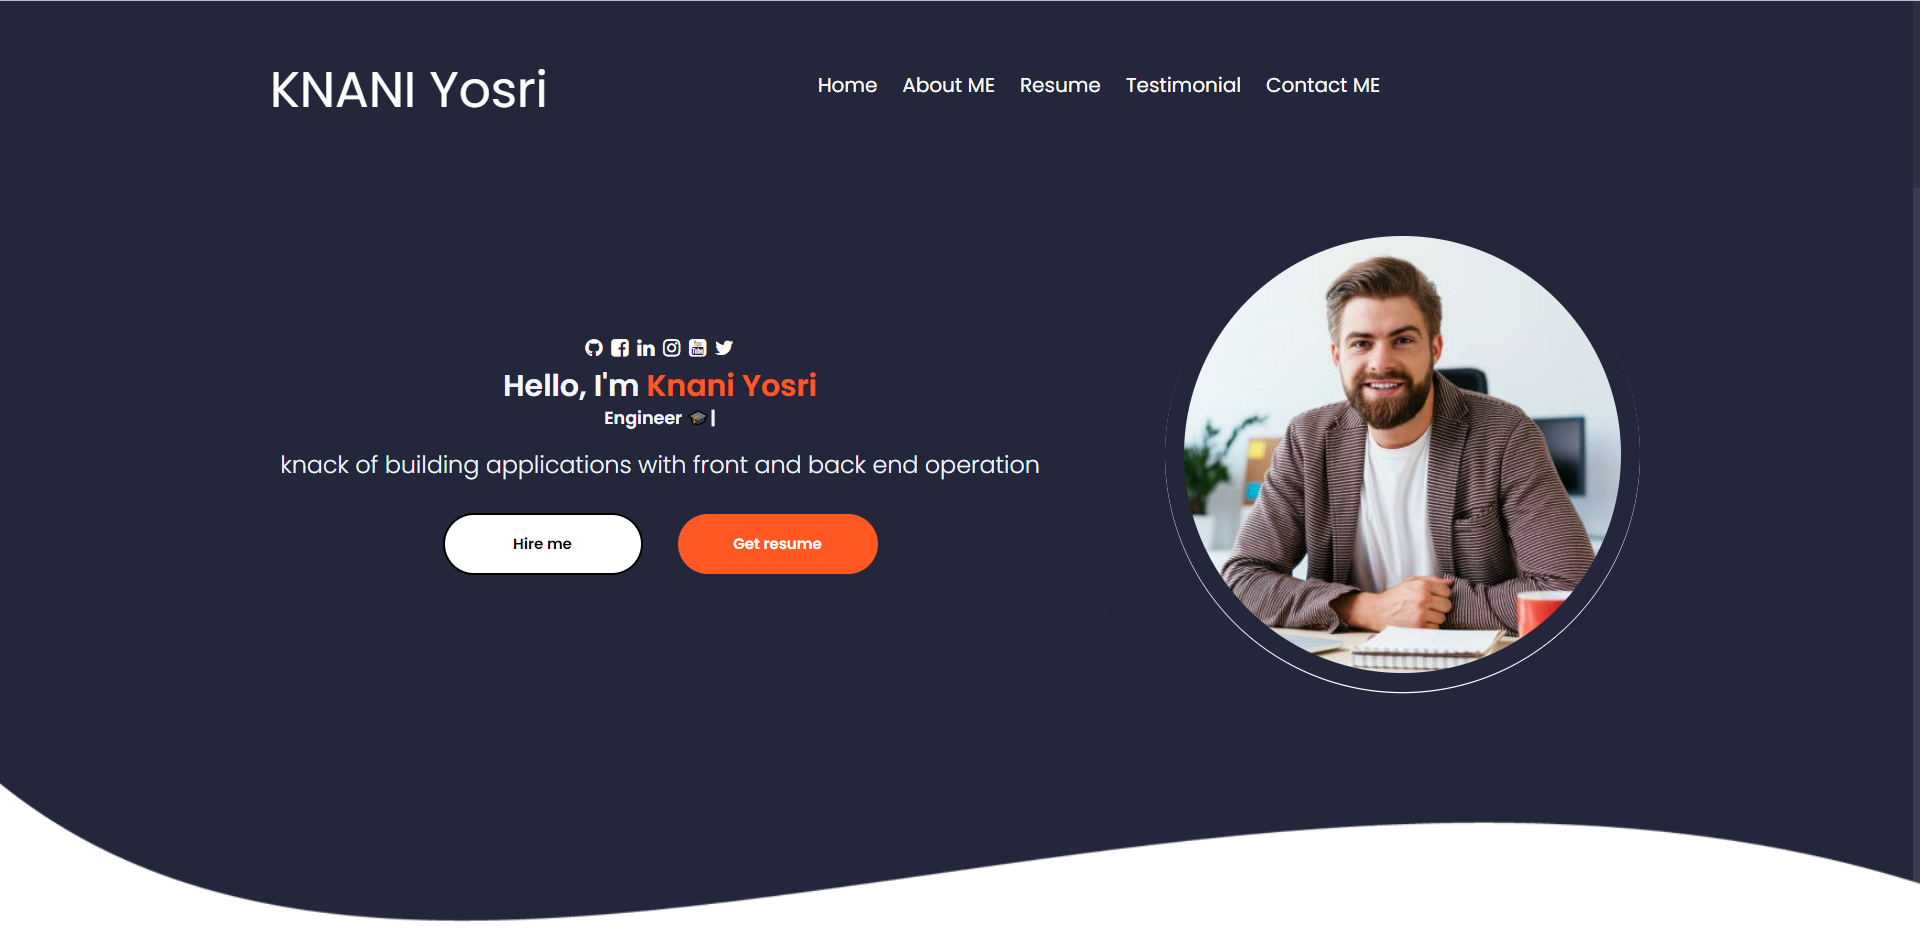 KNANI Yosri
Home About ME Resume Testimonial Contact ME
Hello, I'm Knani Yosri
Engineer 🎓|
knack of building applications with front and back end operation
Hire me
Get resume